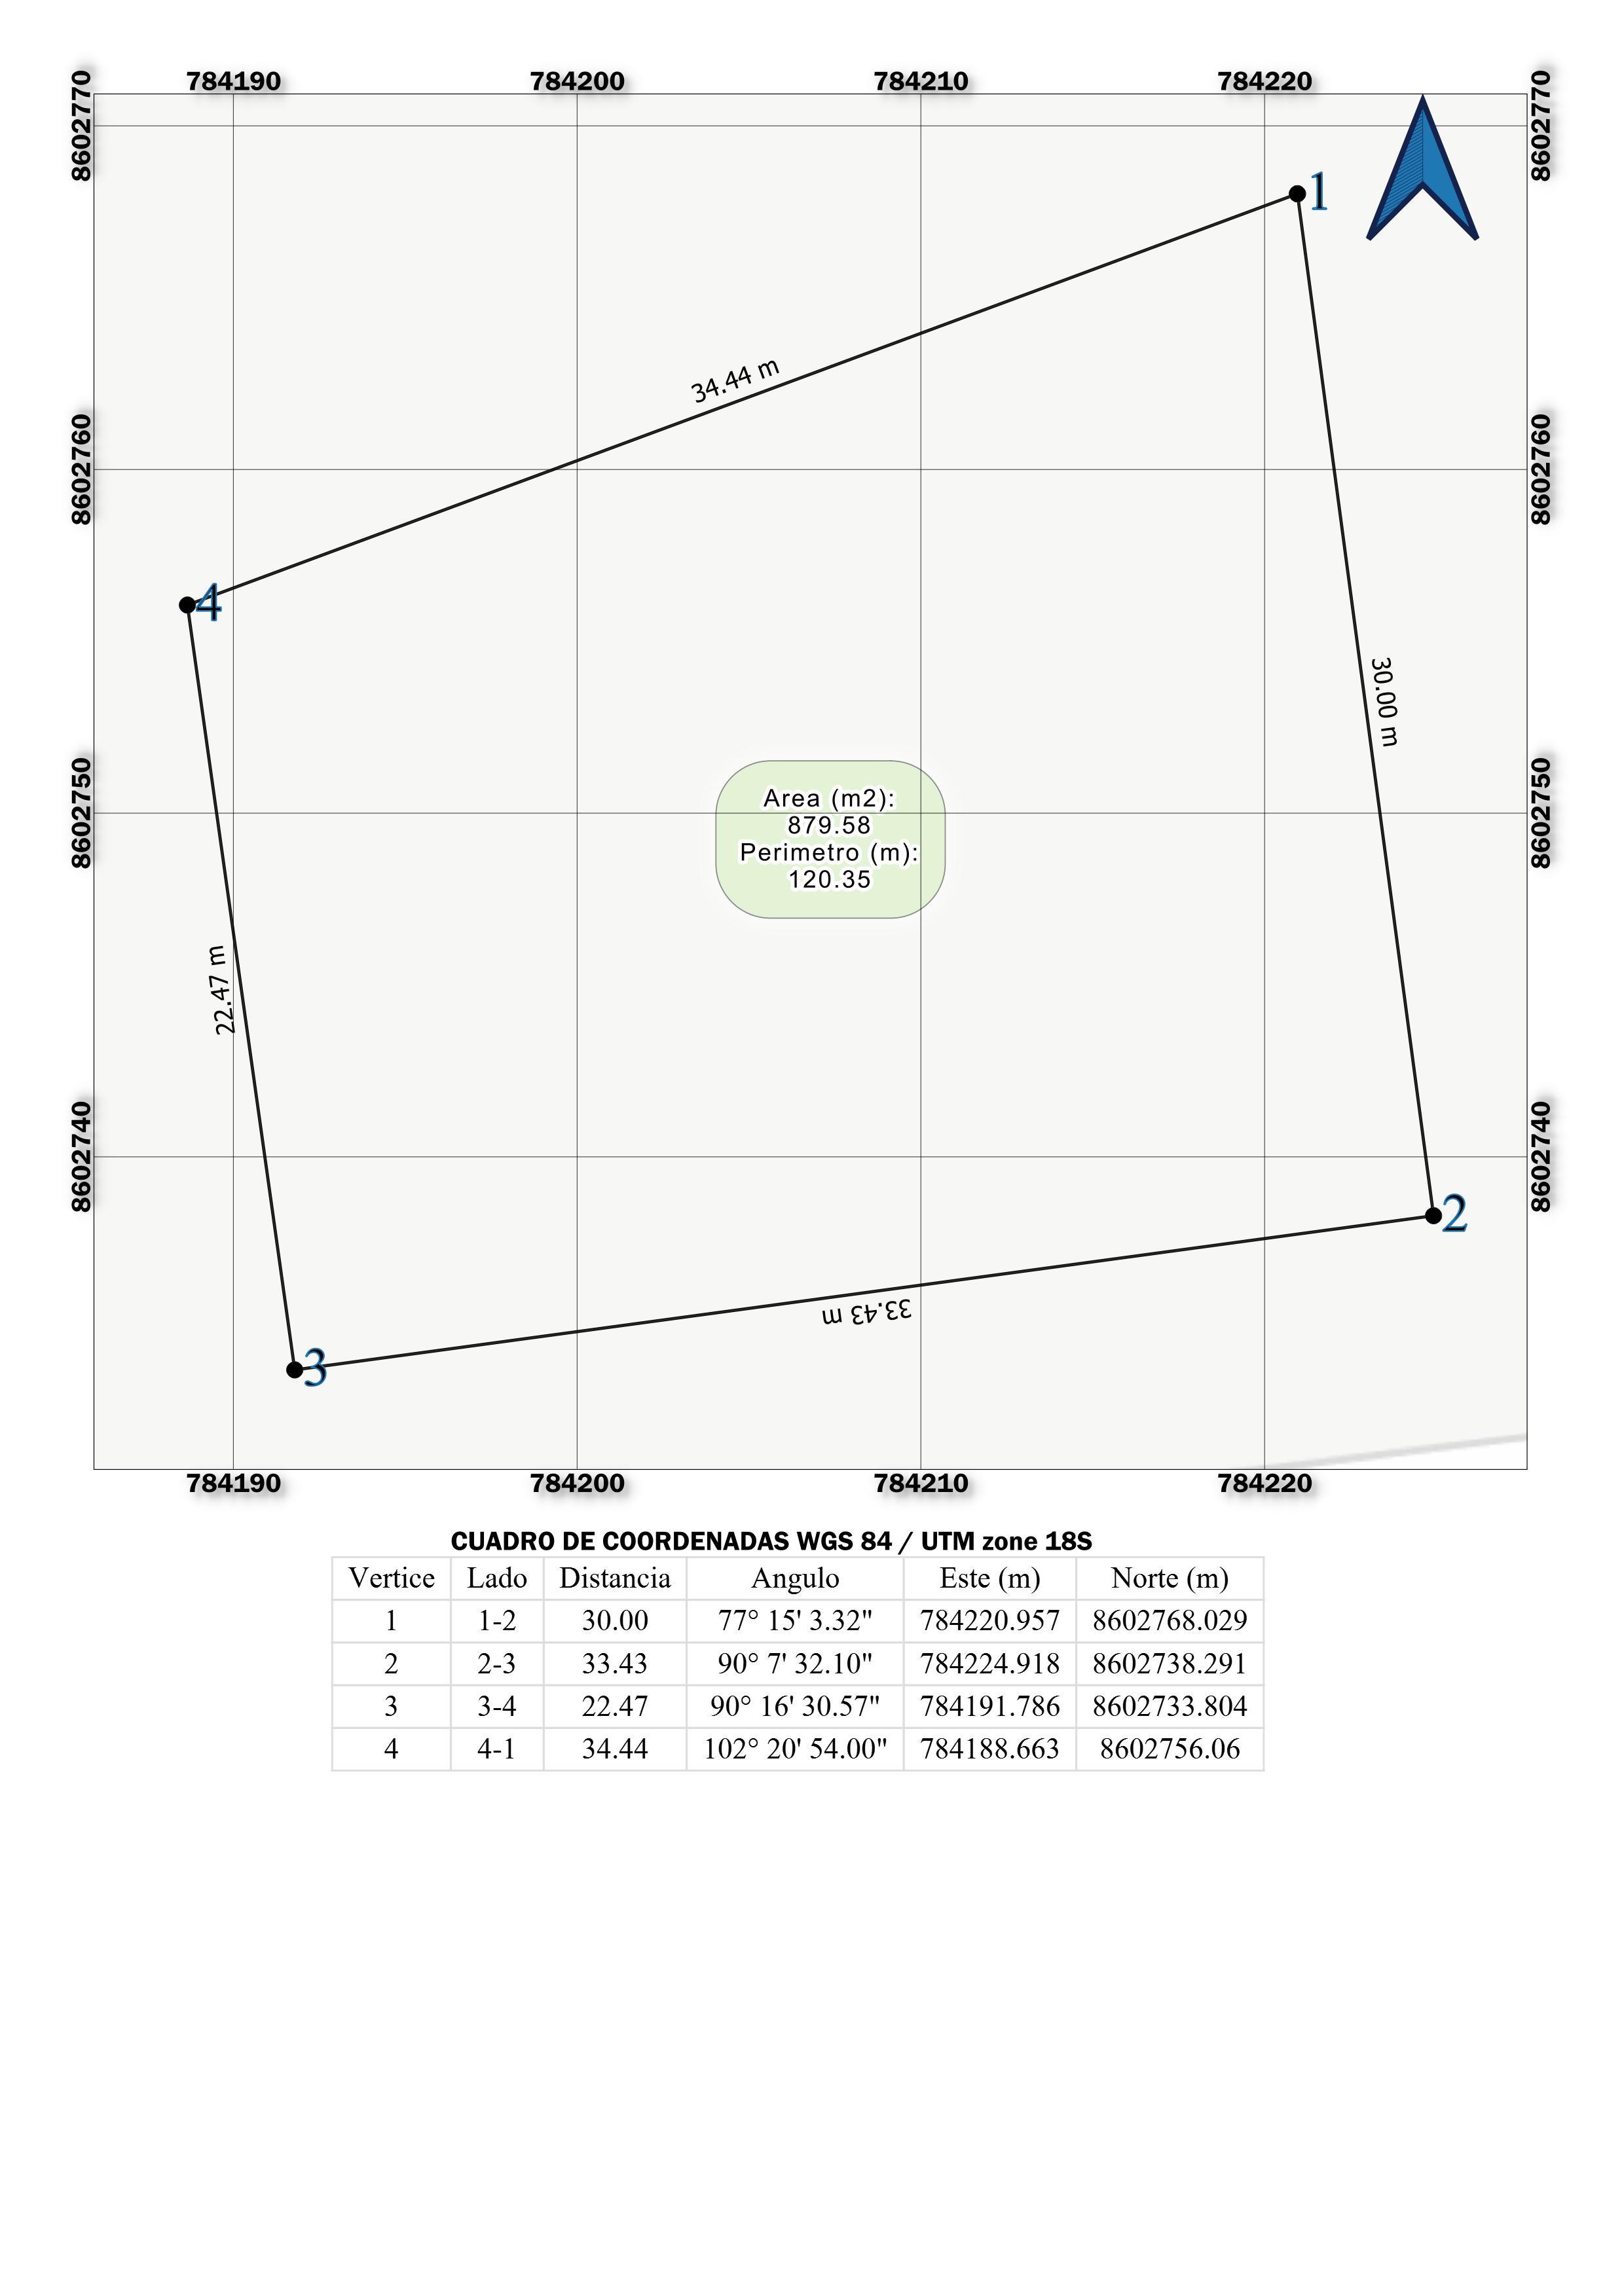 784190 784200 784210 784220
8602770 8602770
1
34.44 m
8602760 8602760
4
30.00 m
8602750 8602750
Area (m2):
879.58
Perimetro (m):
120.35
22.47 m
8602740 8602740
2
33.43 m
3
784190 784200 784210 784220
CUADRO DE COORDENADAS WGS 84 / UTM zone 18S
Vertice Lado Distancia Angulo Este (m) Norte (m)
1 1-2 30.00 77° 15' 3.32" 784220.957 8602768.029
2 2-3 33.43 90° 7' 32.10" 784224.918 8602738.291
3 3-4 22.47 90° 16' 30.57" 784191.786 8602733.804
4 4-1 34.44 102° 20' 54.00" 784188.663 8602756.06